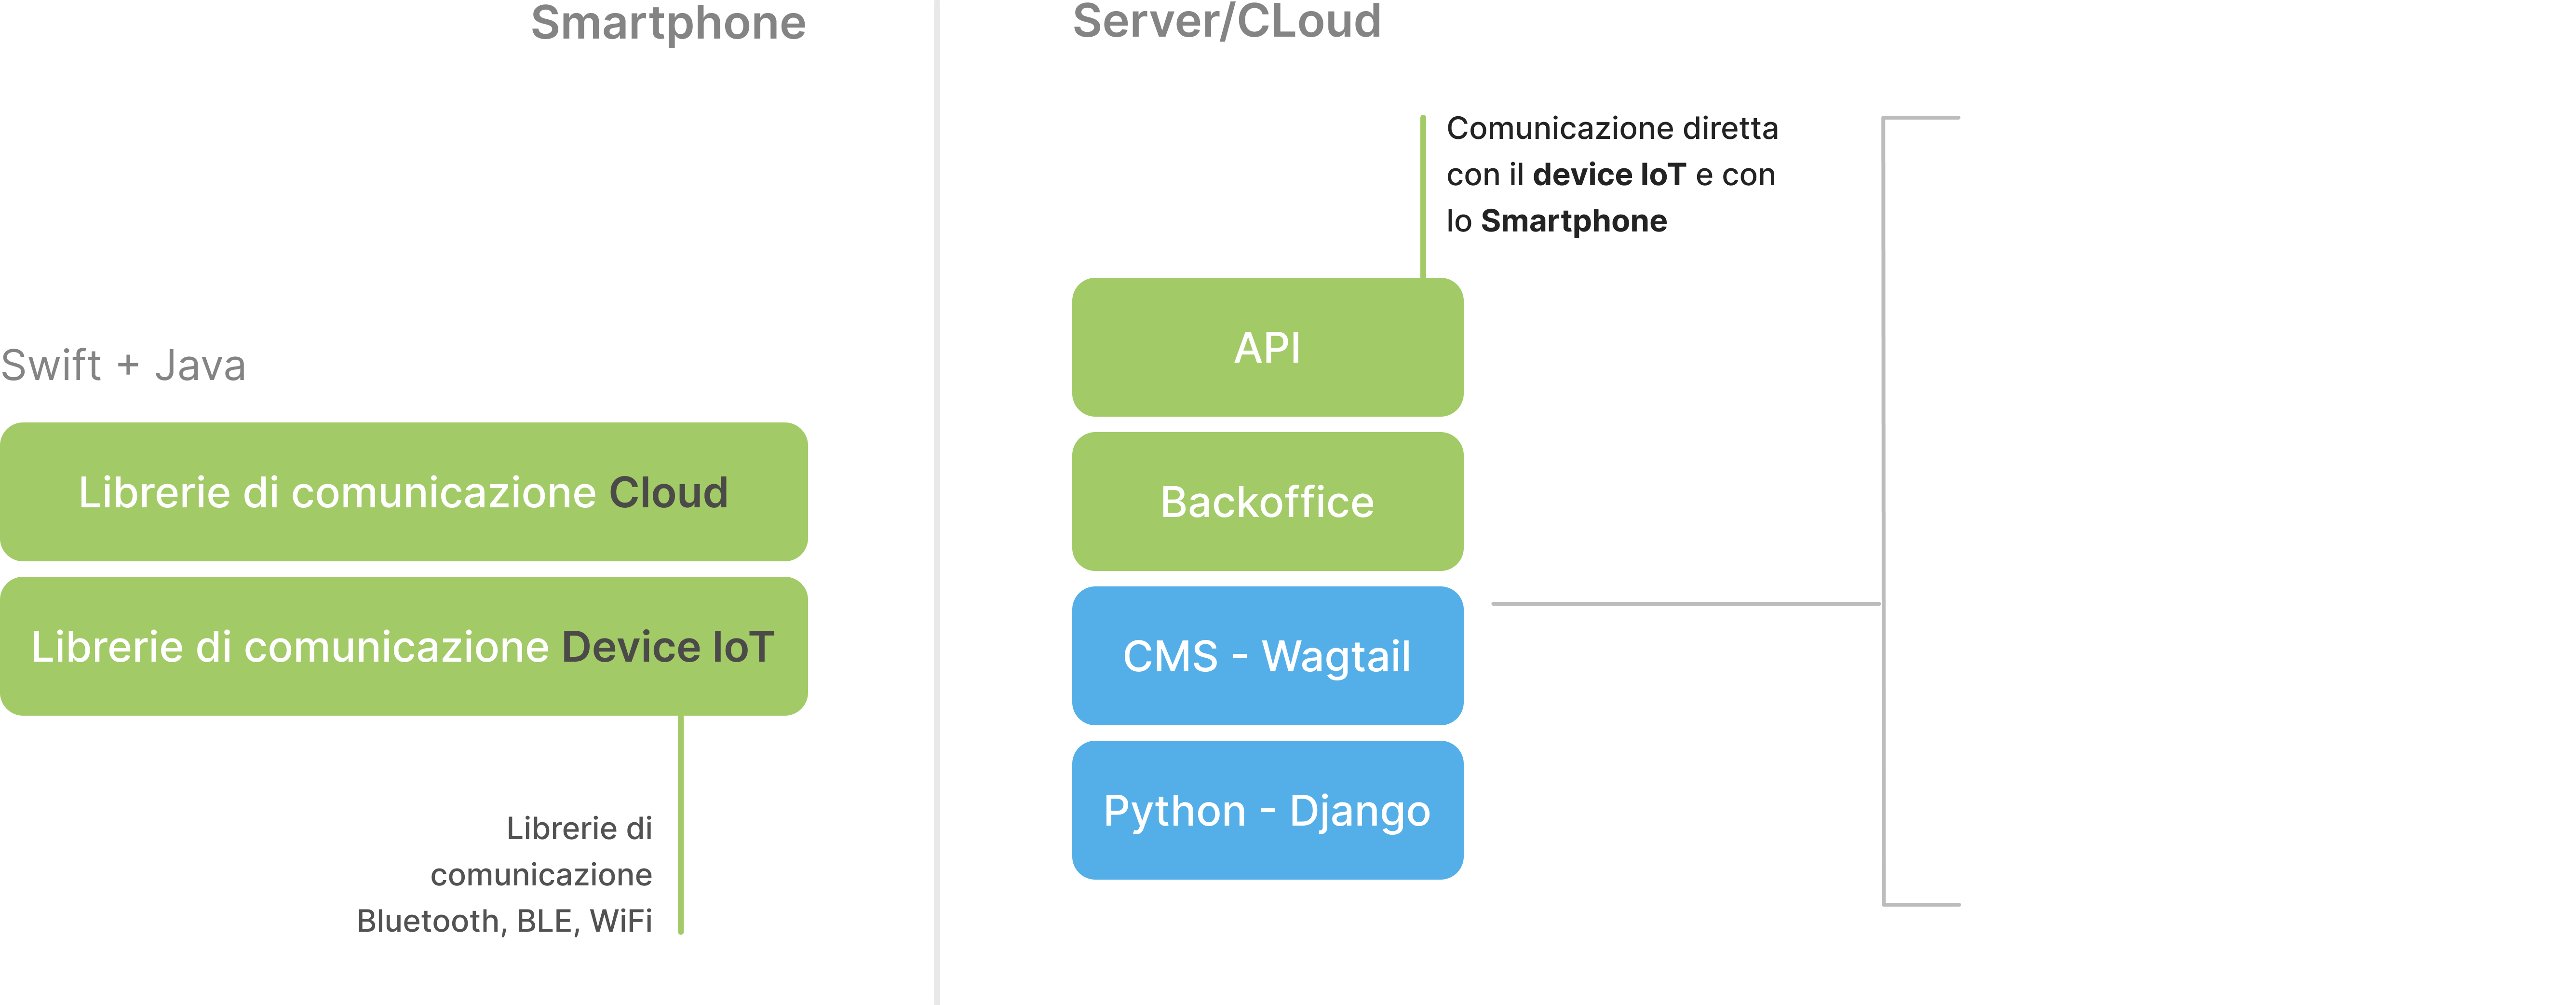 Smartphone
Swift + Java
Librerie di comunicazione Cloud
Librerie di comunicazione Device IoT
Librerie di
comunicazione
Bluetooth, BLE, WiFi
Server/CLoud
Comunicazione diretta
con il device IoT e con
lo Smartphone
API
Backoffice
CMS - Wagtail
Python - Django